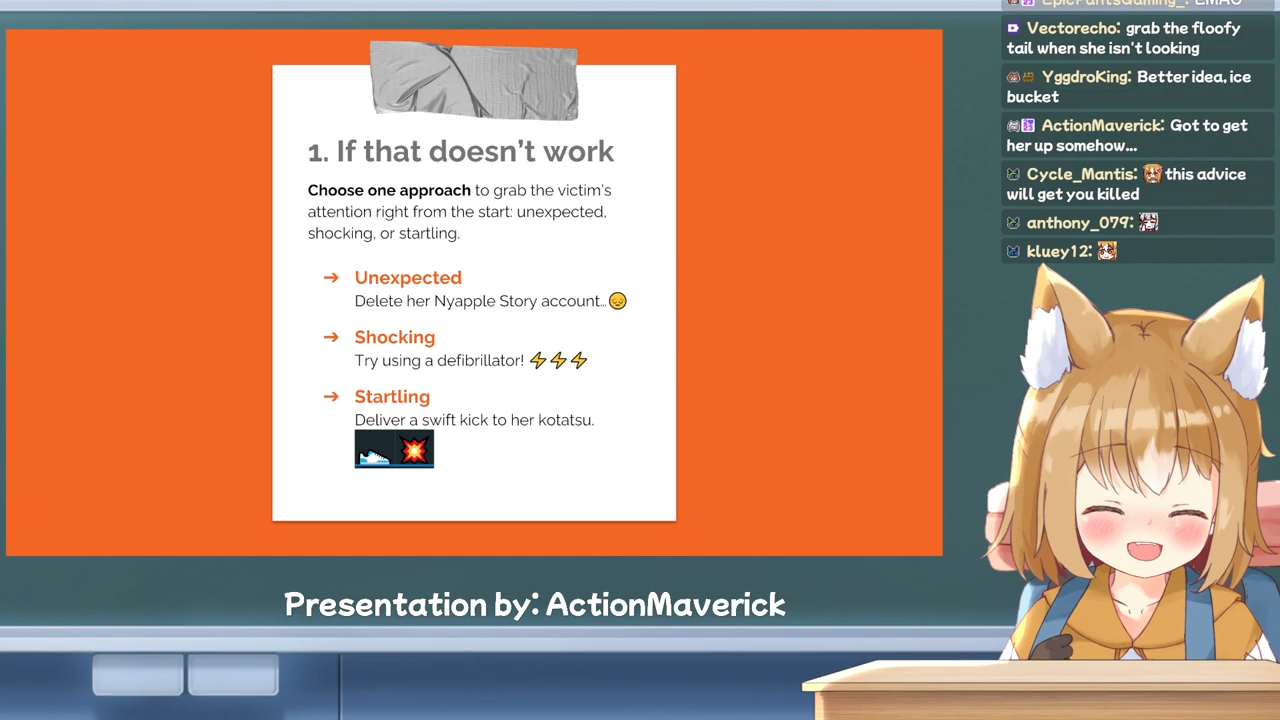 1. If that doesn't work
Choose one approach to grab the victim's
attention right from the start: unexpected,
shocking, or startling.
➔ Unexpected
Delete her Nyapple Story account...😔
➔ Shocking
Try using a defibrillator! ⚡⚡⚡
➔ Startling
Deliver a swift kick to her kotatsu.
Presentation by: ActionMaverick
EpicPantsGaming_: LMAO
Vectorecho: grab the floofy
tail when she isn't looking
YggdroKing: Better idea, ice
bucket
ActionMaverick: Got to get
her up somehow...
Cycle_Mantis: this advice
will get you killed
anthony_079:
kluey12: